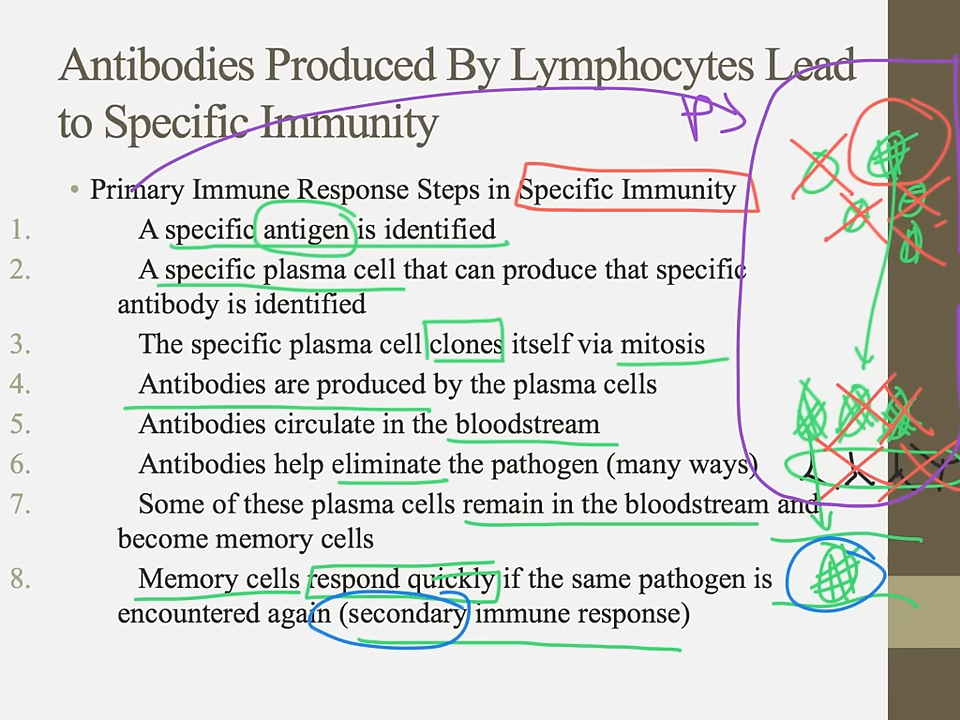 Antibodies Produced By Lymphocytes Lead
to Specific Immunity
• Primary Immune Response Steps in Specific Immunity
1. A specific antigen is identified
2. A specific plasma cell that can produce that specific
antibody is identified
3. The specific plasma cell clones itself via mitosis
4. Antibodies are produced by the plasma cells
5. Antibodies circulate in the bloodstream
6. Antibodies help eliminate the pathogen (many ways)
7. Some of these plasma cells remain in the bloodstream and
become memory cells
8. Memory cells respond quickly if the same pathogen is
encountered again (secondary immune response)